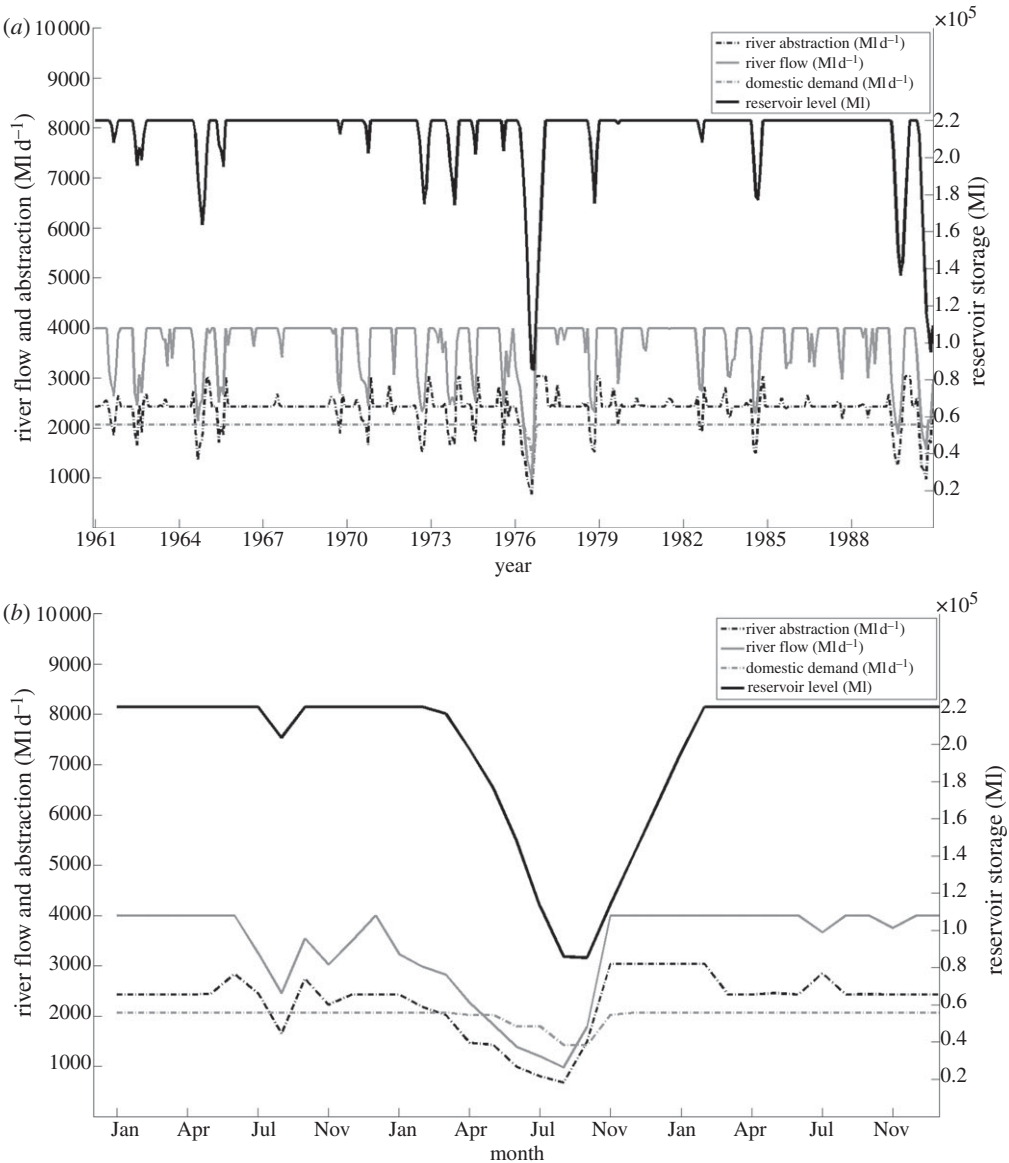 (a)
×10⁵
river abstraction (Ml d⁻¹)
river flow (Ml d⁻¹)
domestic demand (Ml d⁻¹)
reservoir level (Ml)
10 000
9000
8000
7000
6000
5000
4000
3000
2000
1000
river flow and abstraction (Ml d⁻¹)
2.2
2.0
1.8
1.6
1.4
1.2
1.0
0.8
0.6
0.4
0.2
reservoir storage (Ml)
1961 1964 1967 1970 1973 1976 1979 1982 1985 1988
year
(b)
×10⁵
river abstraction (Ml d⁻¹)
river flow (Ml d⁻¹)
domestic demand (Ml d⁻¹)
reservoir level (Ml)
10 000
9000
8000
7000
6000
5000
4000
3000
2000
1000
river flow and abstraction (Ml d⁻¹)
2.2
2.0
1.8
1.6
1.4
1.2
1.0
0.8
0.6
0.4
0.2
reservoir storage (Ml)
Jan Apr Jul Nov Jan Apr Jul Nov Jan Apr Jul Nov
month